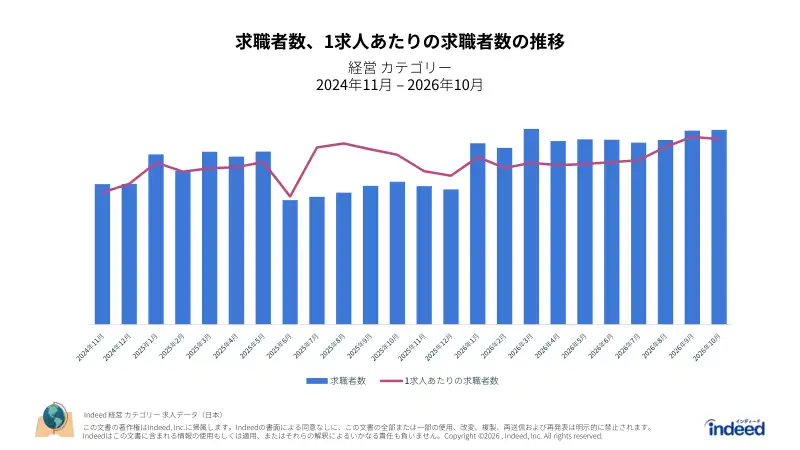 求職者数、1求人あたりの求職者数の推移
経営 カテゴリー
2024年11月 – 2026年10月
2024年11月
2024年12月
2025年1月
2025年2月
2025年3月
2025年4月
2025年5月
2025年6月
2025年7月
2025年8月
2025年9月
2025年10月
2025年11月
2025年12月
2026年1月
2026年2月
2026年3月
2026年4月
2026年5月
2026年6月
2026年7月
2026年8月
2026年9月
2026年10月
求職者数
1求人あたりの求職者数
Indeed 経営 カテゴリー 求人データ（日本）
この文書の著作権はIndeed, Inc.に帰属します。Indeedの書面による同意なしに、この文書の全部または一部の使用、改変、複製、再送信および再発表は明示的に禁止されます。
Indeedはこの文書に含まれる情報の使用もしくは適用、またはそれらの解釈によるいかなる責任も負いません。Copyright ©2026 , Indeed, Inc. All rights reserved.
インディード
indeed